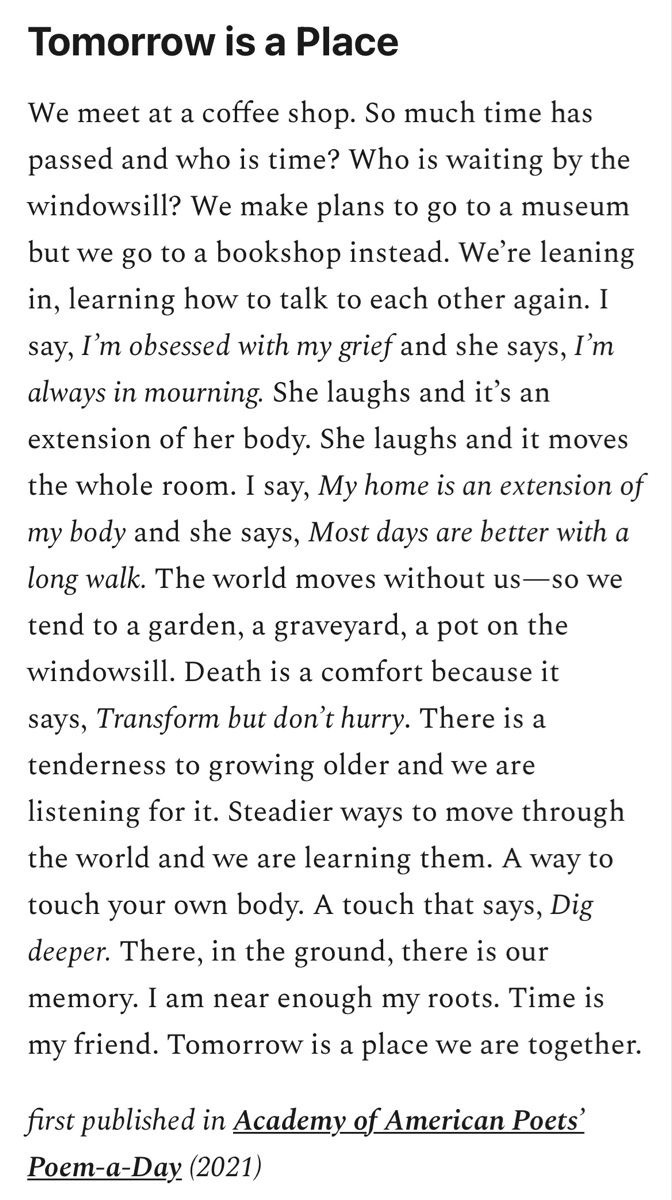 Tomorrow is a Place
We meet at a coffee shop. So much time has
passed and who is time? Who is waiting by the
windowsill? We make plans to go to a museum
but we go to a bookshop instead. We’re leaning
in, learning how to talk to each other again. I
say, I’m obsessed with my grief and she says, I’m
always in mourning. She laughs and it’s an
extension of her body. She laughs and it moves
the whole room. I say, My home is an extension of
my body and she says, Most days are better with a
long walk. The world moves without us—so we
tend to a garden, a graveyard, a pot on the
windowsill. Death is a comfort because it
says, Transform but don’t hurry. There is a
tenderness to growing older and we are
listening for it. Steadier ways to move through
the world and we are learning them. A way to
touch your own body. A touch that says, Dig
deeper. There, in the ground, there is our
memory. I am near enough my roots. Time is
my friend. Tomorrow is a place we are together.
first published in Academy of American Poets’
Poem-a-Day (2021)